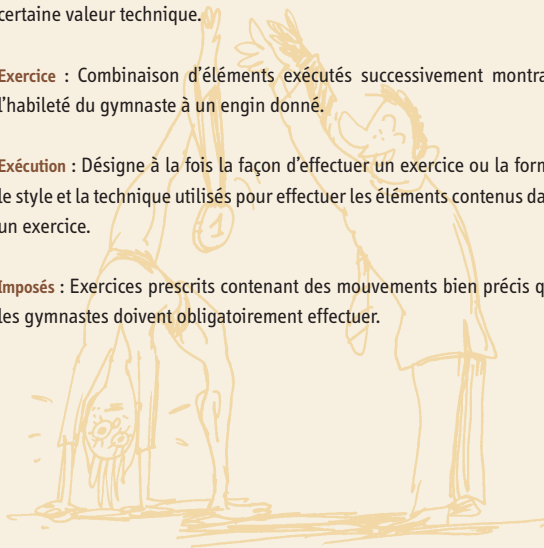 certaine valeur technique.
Exercice : Combinaison d'éléments exécutés successivement montra
l'habileté du gymnaste à un engin donné.
Exécution : Désigne à la fois la façon d'effectuer un exercice ou la form
le style et la technique utilisés pour effectuer les éléments contenus da
un exercice.
Imposés : Exercices prescrits contenant des mouvements bien précis q
les gymnastes doivent obligatoirement effectuer.
1